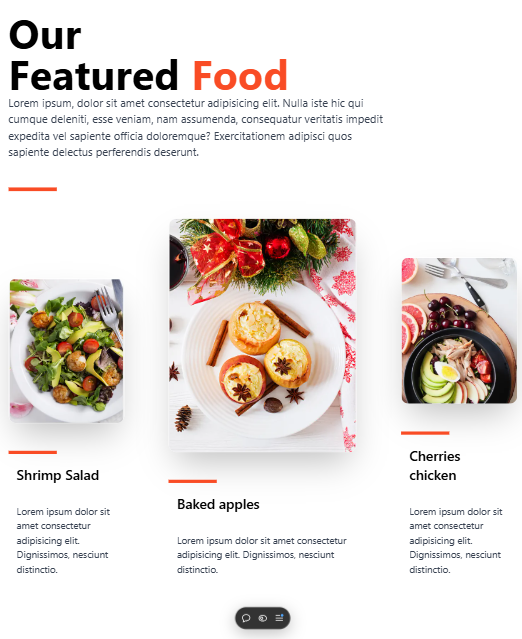 Our
Featured Food
Lorem ipsum, dolor sit amet consectetur adipisicing elit. Nulla iste hic qui
cumque deleniti, esse veniam, nam assumenda, consequatur veritatis impedit
expedita vel sapiente officia doloremque? Exercitationem adipisci quos
sapiente delectus perferendis deserunt.
Shrimp Salad
Lorem ipsum dolor sit
amet consectetur
adipisicing elit.
Dignissimos, nesciunt
distinctio.
Baked apples
Lorem ipsum dolor sit amet consectetur
adipisicing elit. Dignissimos, nesciunt
distinctio.
Cherries
chicken
Lorem ipsum dolor sit
amet consectetur
adipisicing elit.
Dignissimos, nesciunt
distinctio.